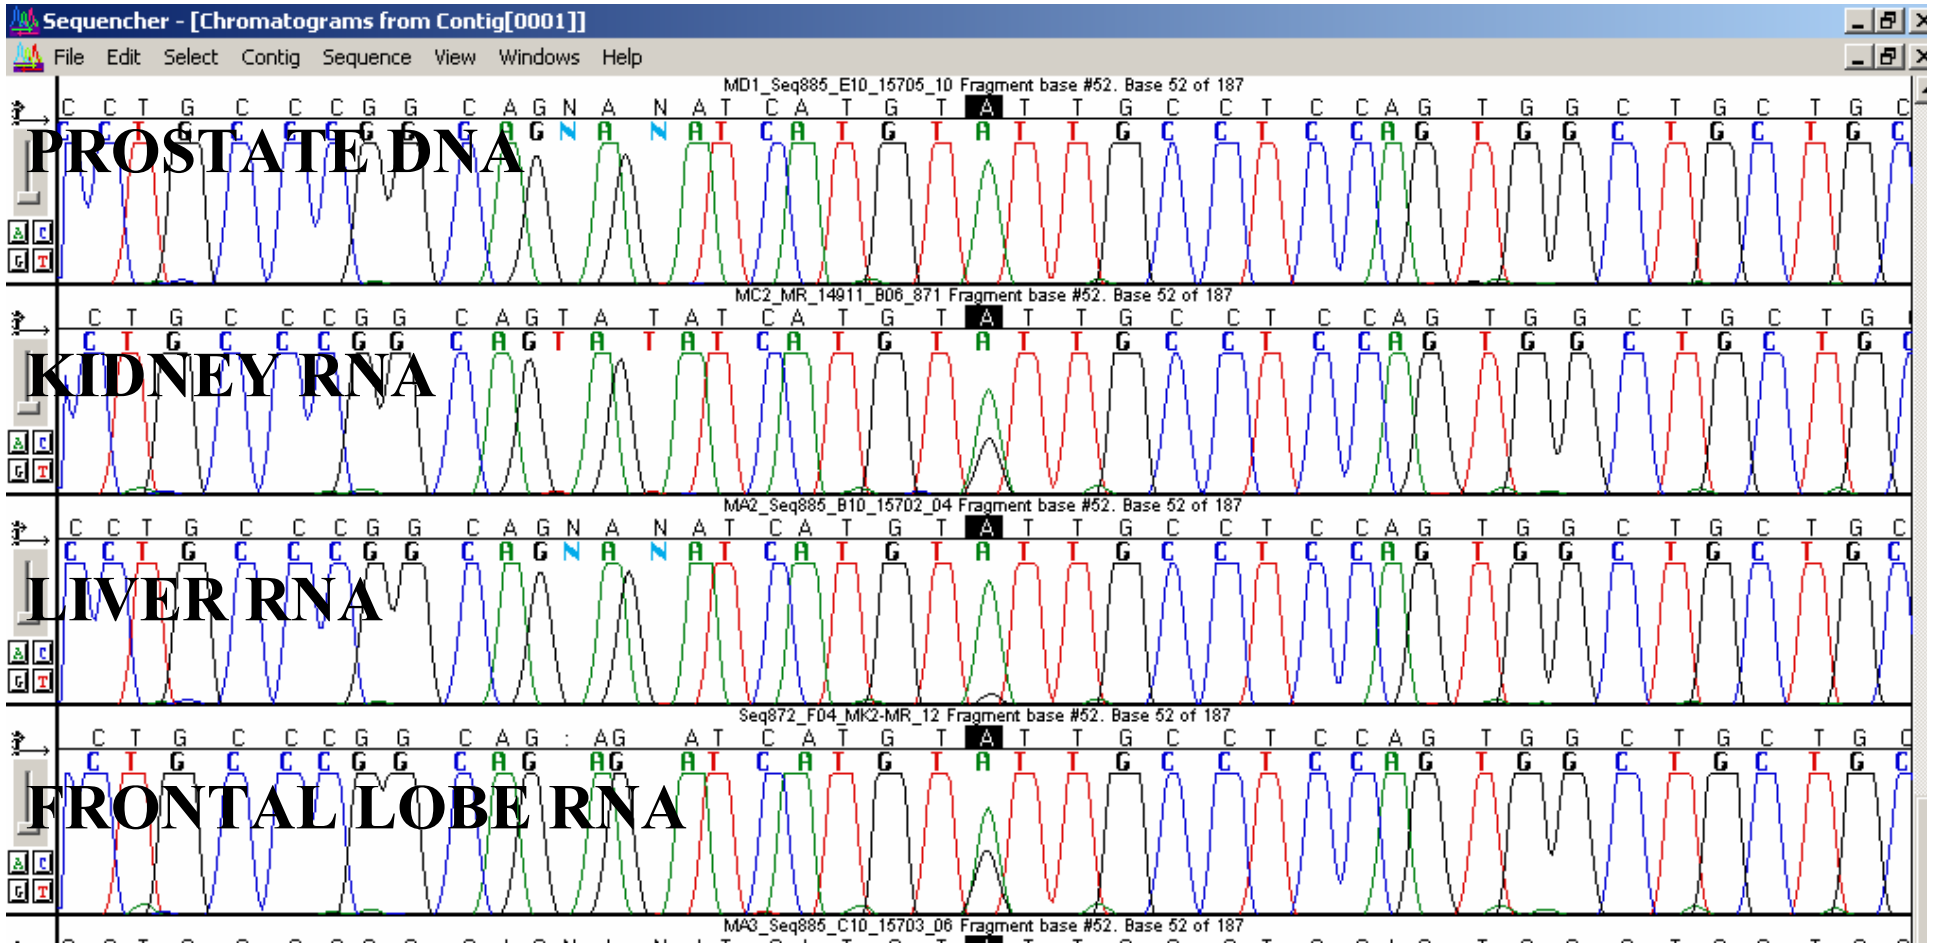 Sequencher - [Chromatograms from Contig[0001]]
File Edit Select Contig Sequence View Windows Help
MD1_Seq885_E10_15705_10 Fragment base #52. Base 52 of 187
C C T G C C C G G C A G N A N A T C A T G T A T T G C C T C C A G T G G C T G C T G C
C C T G C C C G G C A G N A N A T C A T G T A T T G C C T C C A G T G G C T G C T G C
PROSTATE DNA
A C
G T
MC2_MR_14911_B06_871 Fragment base #52. Base 52 of 187
C T G C C C G G C A G T A T A T C A T G T A T T G C C T C C A G T G G C T G C T G
C T G C C C G G C A G T A T A T C A T G T A T T G C C T C C A G T G G C T G C T G C
KIDNEY RNA
A C
G T
MA2_Seq885_B10_15702_04 Fragment base #52. Base 52 of 187
C C T G C C C G G C A G N A N A T C A T G T A T T G C C T C C A G T G G C T G C T G C
C C T G C C C G G C A G N A N A T C A T G T A T T G C C T C C A G T G G C T G C T G C
LIVER RNA
A C
G T
Seq872_F04_MK2-MR_12 Fragment base #52. Base 52 of 187
C T G C C C G G C A G : A G A T C A T G T A T T G C C T C C A G T G G C T G C T G C
C T G C C C G G C A G A G A T C A T G T A T T G C C T C C A G T G G C T G C T G C
FRONTAL LOBE RNA
A C
G T
MA3_Seq885_C10_15703_06 Fragment base #52. Base 52 of 187